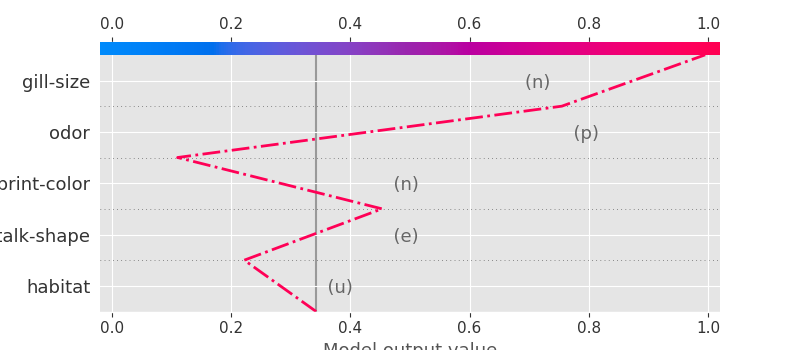 0.0 0.2 0.4 0.6 0.8 1.0
gill-size (n)
odor (p)
print-color (n)
talk-shape (e)
habitat (u)
0.0 0.2 0.4 0.6 0.8 1.0
Model output value